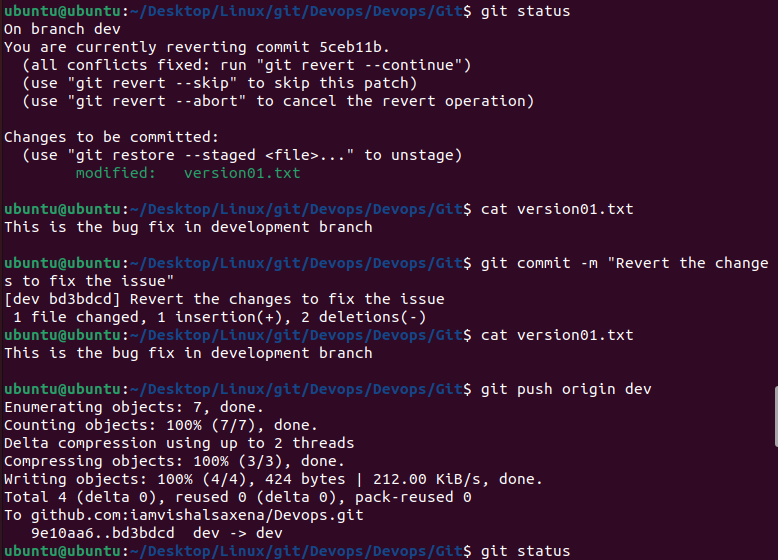 ubuntu@ubuntu:~/Desktop/Linux/git/Devops/Devops/Git$ git status
On branch dev
You are currently reverting commit 5ceb11b.
  (all conflicts fixed: run "git revert --continue")
  (use "git revert --skip" to skip this patch)
  (use "git revert --abort" to cancel the revert operation)

Changes to be committed:
  (use "git restore --staged <file>..." to unstage)
        modified:   version01.txt

ubuntu@ubuntu:~/Desktop/Linux/git/Devops/Devops/Git$ cat version01.txt
This is the bug fix in development branch

ubuntu@ubuntu:~/Desktop/Linux/git/Devops/Devops/Git$ git commit -m "Revert the change
s to fix the issue"
[dev bd3bdcd] Revert the changes to fix the issue
 1 file changed, 1 insertion(+), 2 deletions(-)
ubuntu@ubuntu:~/Desktop/Linux/git/Devops/Devops/Git$ cat version01.txt
This is the bug fix in development branch

ubuntu@ubuntu:~/Desktop/Linux/git/Devops/Devops/Git$ git push origin dev
Enumerating objects: 7, done.
Counting objects: 100% (7/7), done.
Delta compression using up to 2 threads
Compressing objects: 100% (3/3), done.
Writing objects: 100% (4/4), 424 bytes | 212.00 KiB/s, done.
Total 4 (delta 0), reused 0 (delta 0), pack-reused 0
To github.com:iamvishalsaxena/Devops.git
   9e10aa6..bd3bdcd  dev -> dev
ubuntu@ubuntu:~/Desktop/Linux/git/Devops/Devops/Git$ git status